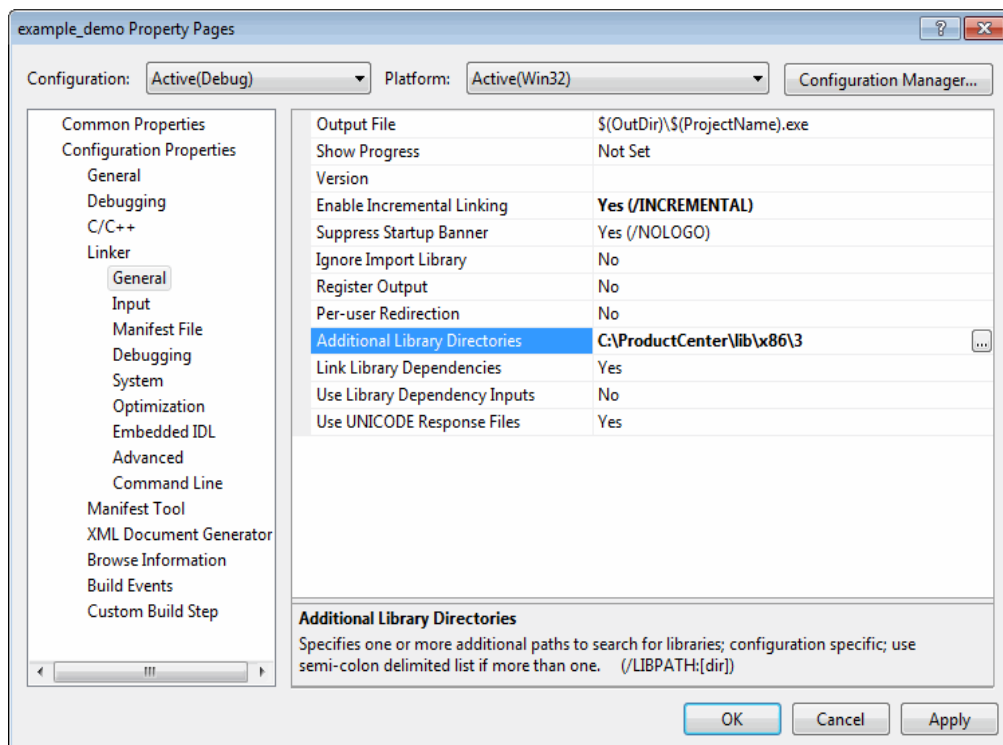 example_demo Property Pages
Configuration: Active(Debug) Platform: Active(Win32) Configuration Manager...
Common Properties
Configuration Properties
General
Debugging
C/C++
Linker
General
Input
Manifest File
Debugging
System
Optimization
Embedded IDL
Advanced
Command Line
Manifest Tool
XML Document Generator
Browse Information
Build Events
Custom Build Step
Output File $(OutDir)\$(ProjectName).exe
Show Progress Not Set
Version
Enable Incremental Linking Yes (/INCREMENTAL)
Suppress Startup Banner Yes (/NOLOGO)
Ignore Import Library No
Register Output No
Per-user Redirection No
Additional Library Directories C:\ProductCenter\lib\x86\3 ...
Link Library Dependencies Yes
Use Library Dependency Inputs No
Use UNICODE Response Files Yes
Additional Library Directories
Specifies one or more additional paths to search for libraries; configuration specific; use
semi-colon delimited list if more than one. (/LIBPATH:[dir])
OK Cancel Apply